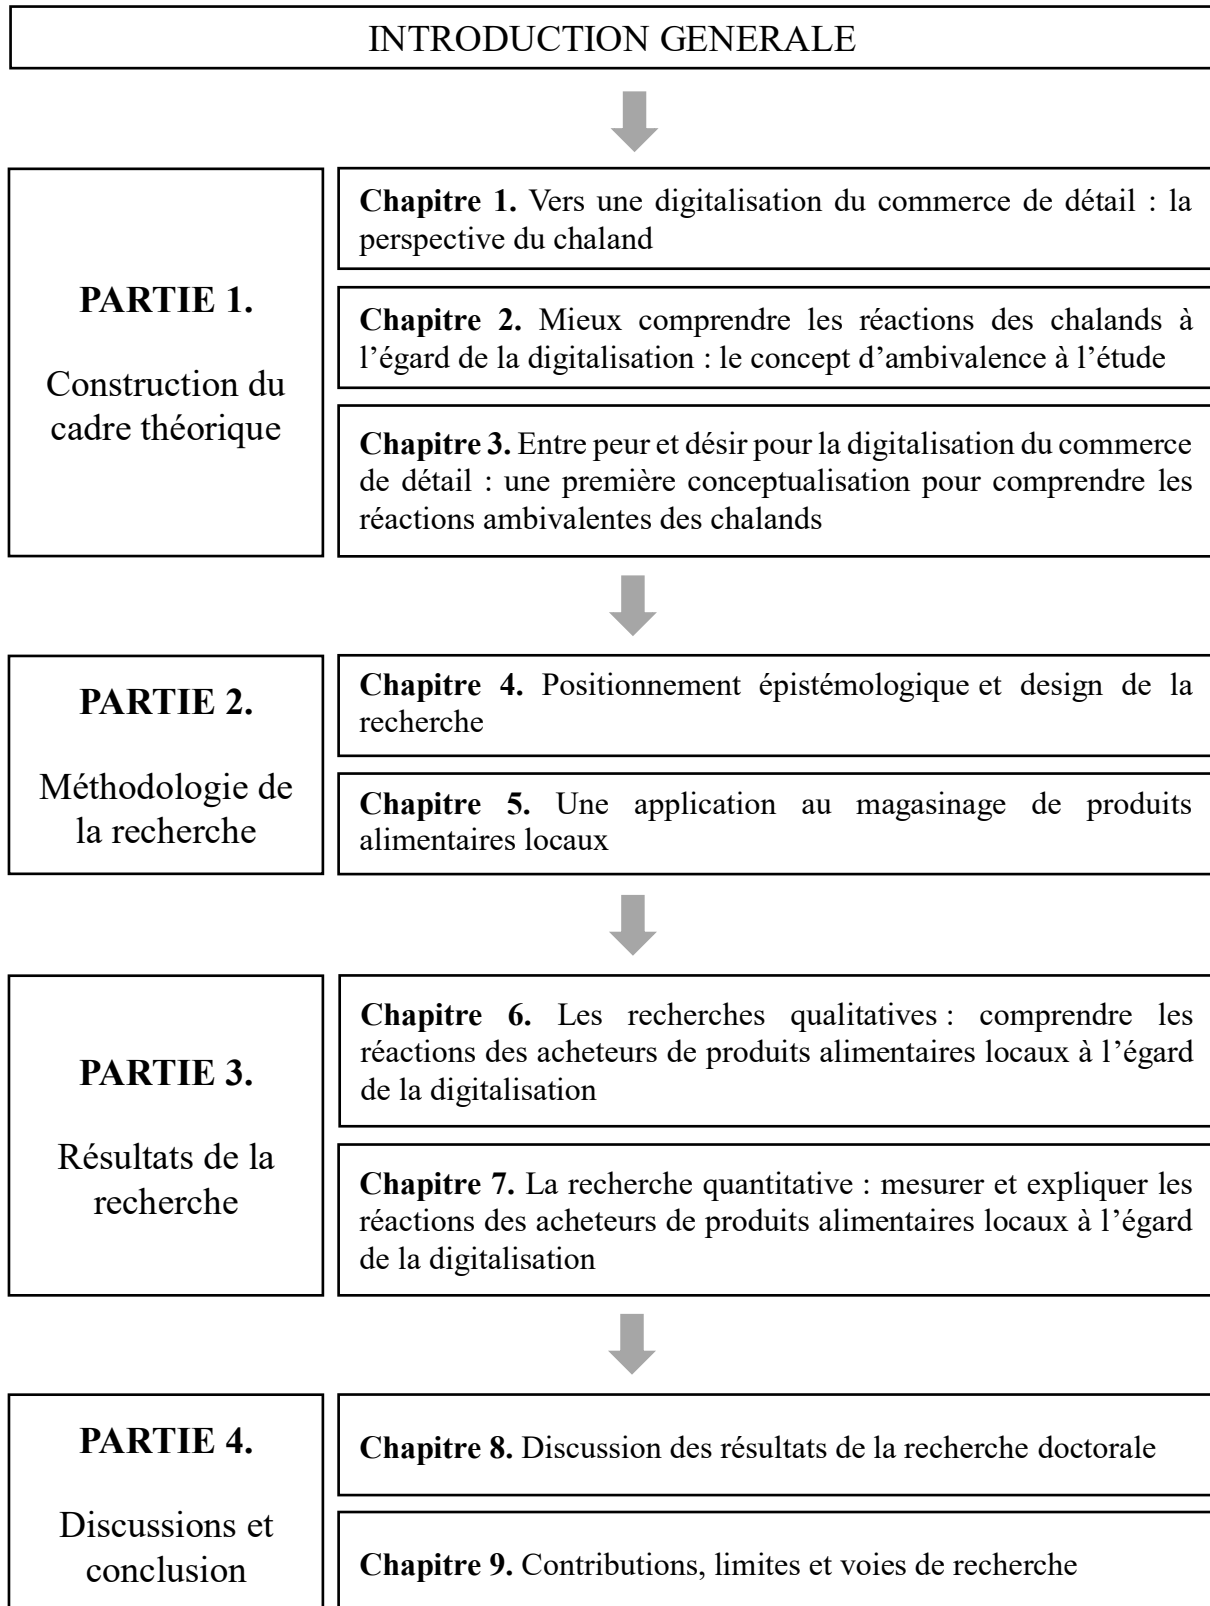 INTRODUCTION GENERALE
PARTIE 1.
Construction du
cadre théorique
Chapitre 1. Vers une digitalisation du commerce de détail : la
perspective du chaland
Chapitre 2. Mieux comprendre les réactions des chalands à
l’égard de la digitalisation : le concept d’ambivalence à l’étude
Chapitre 3. Entre peur et désir pour la digitalisation du commerce
de détail : une première conceptualisation pour comprendre les
réactions ambivalentes des chalands
PARTIE 2.
Méthodologie de
la recherche
Chapitre 4. Positionnement épistémologique et design de la
recherche
Chapitre 5. Une application au magasinage de produits
alimentaires locaux
PARTIE 3.
Résultats de la
recherche
Chapitre 6. Les recherches qualitatives : comprendre les
réactions des acheteurs de produits alimentaires locaux à l’égard
de la digitalisation
Chapitre 7. La recherche quantitative : mesurer et expliquer les
réactions des acheteurs de produits alimentaires locaux à l’égard
de la digitalisation
PARTIE 4.
Discussions et
conclusion
Chapitre 8. Discussion des résultats de la recherche doctorale
Chapitre 9. Contributions, limites et voies de recherche